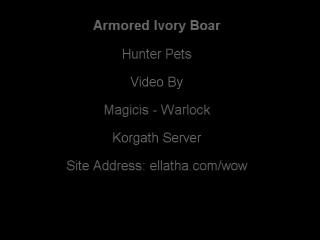 Armored Ivory Boar
Hunter Pets
Video By
Magicis - Warlock
Korgath Server
Site Address: ellatha.com/wow